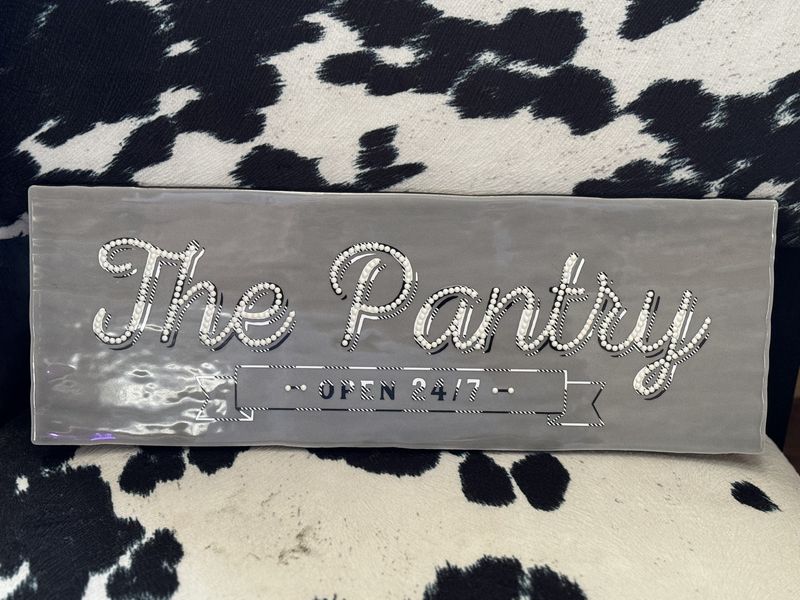 The Pantry
OPEN 24/7